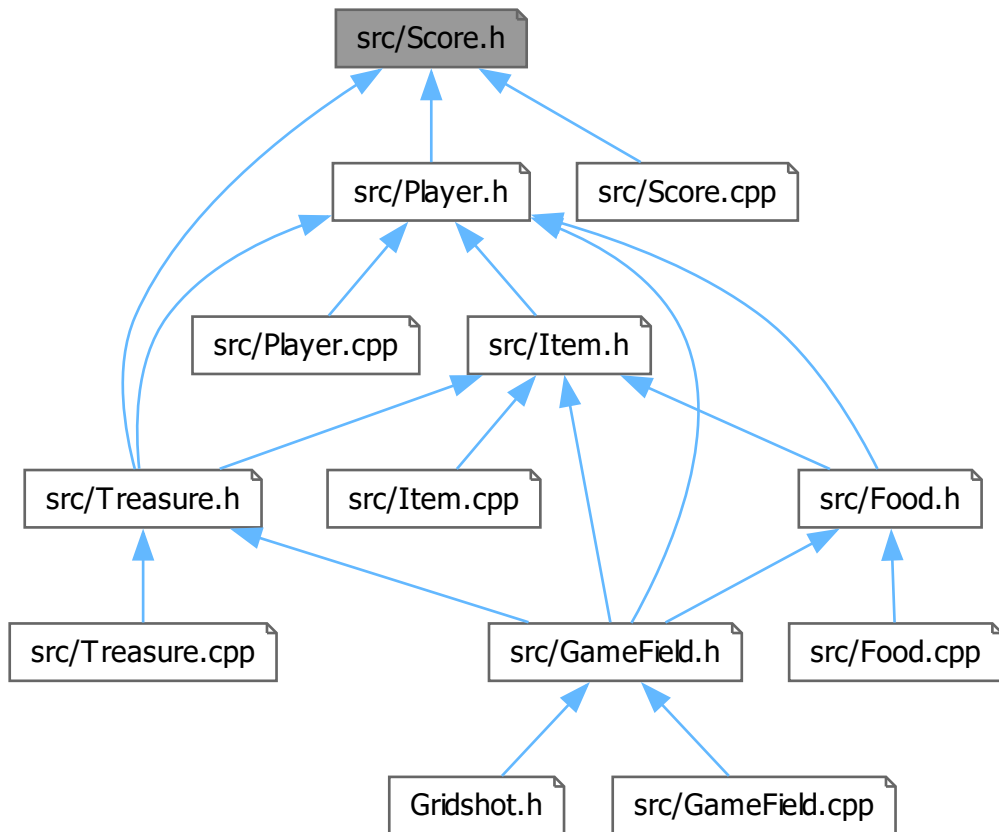 src/Score.h
src/Player.h
src/Score.cpp
src/Player.cpp
src/Item.h
src/Treasure.h
src/Item.cpp
src/Food.h
src/Treasure.cpp
src/GameField.h
src/Food.cpp
Gridshot.h
src/GameField.cpp